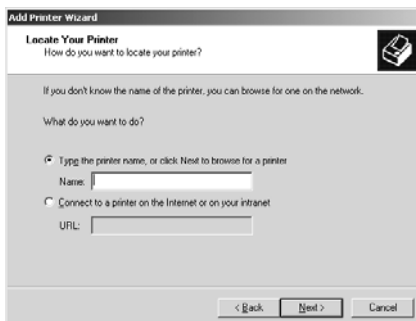 Add Printer Wizard
Locate Your Printer
How do you want to locate your printer?
If you don't know the name of the printer, you can browse for one on the network.
What do you want to do?
Type the printer name, or click Next to browse for a printer
Name:
Connect to a printer on the Internet or on your intranet
URL:
< Back
Next >
Cancel